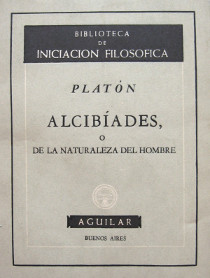 BIBLIOTECA
DE
INICIACION FILOSOFICA
PLATÓN
ALCIBÍADES,
O
DE LA NATURALEZA DEL HOMBRE
AGUILAR
BUENOS AIRES